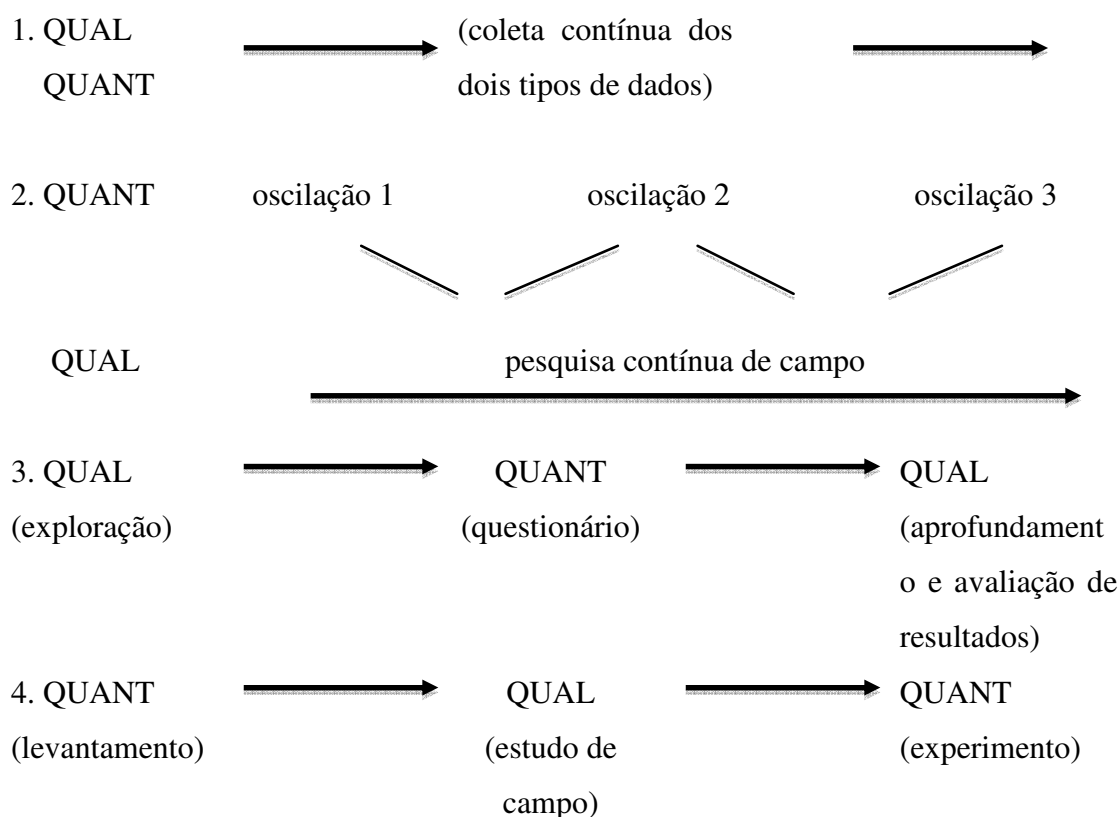 1. QUAL (coleta contínua dos
QUANT dois tipos de dados)
2. QUANT oscilação 1 oscilação 2 oscilação 3
QUAL pesquisa contínua de campo
3. QUAL QUANT QUAL
(exploração) (questionário) (aprofundament
o e avaliação de
resultados)
4. QUANT QUAL QUANT
(levantamento) (estudo de (experimento)
campo)